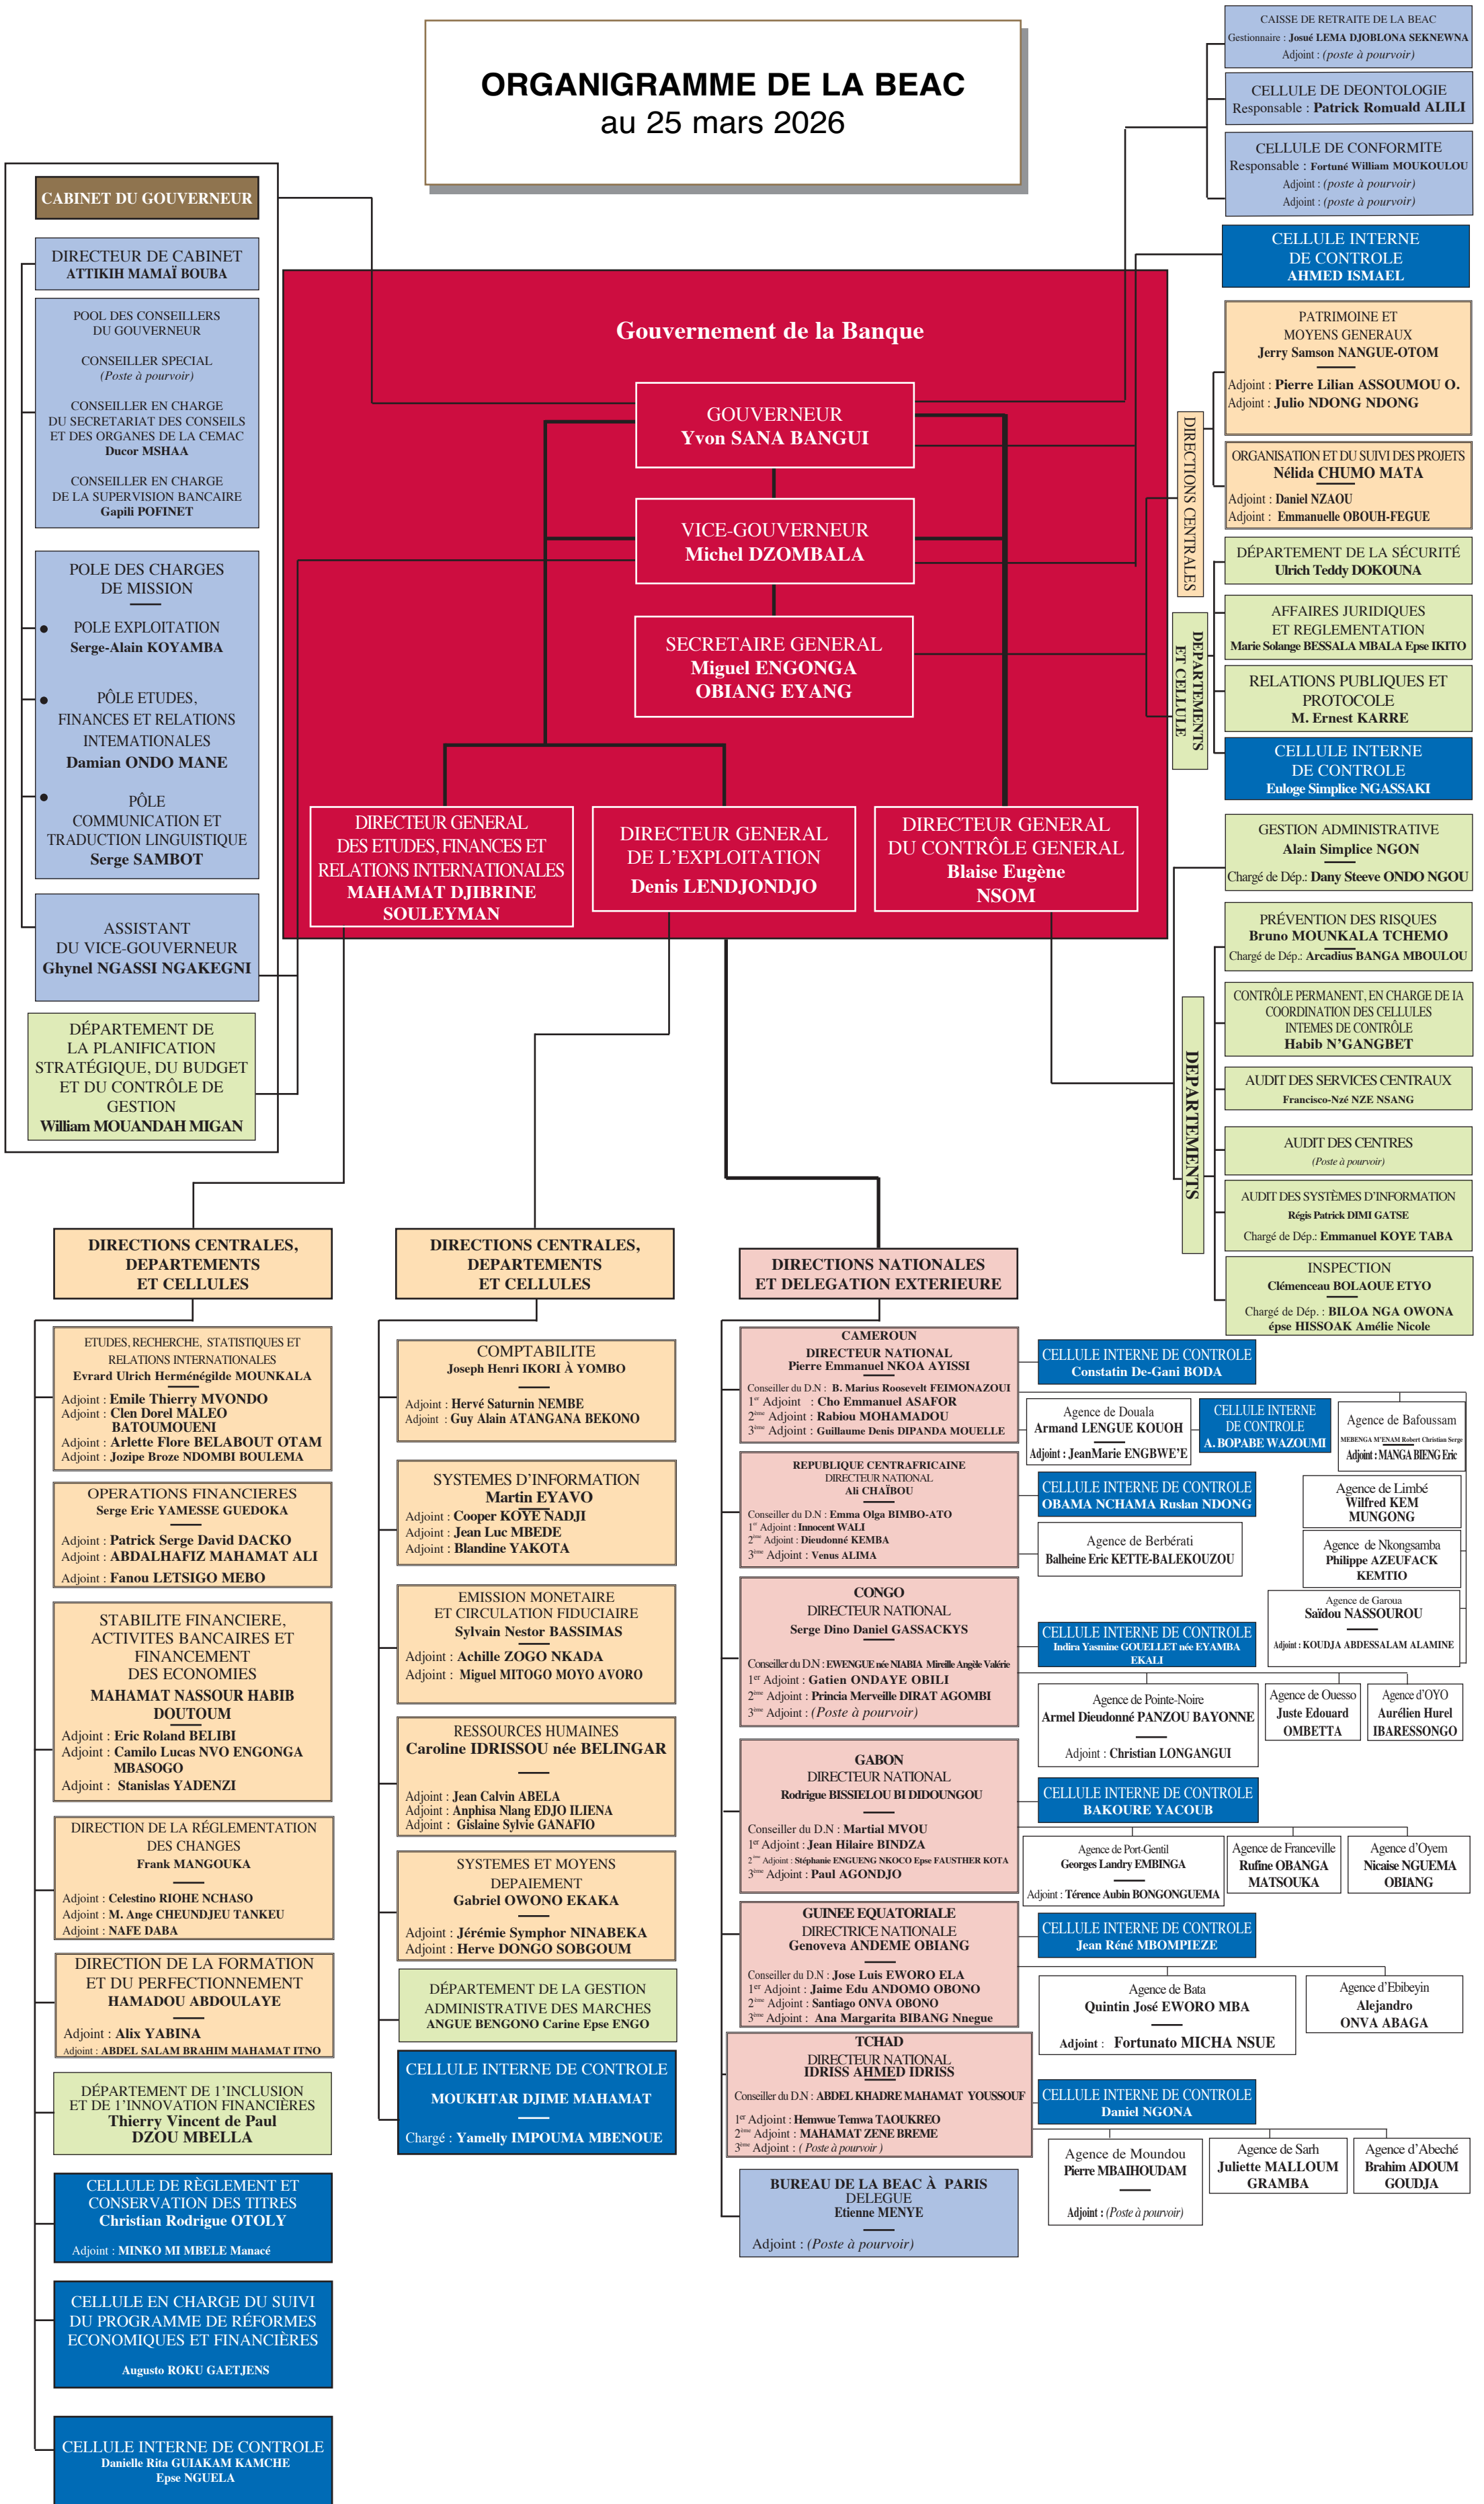 ORGANIGRAMME DE LA BEAC
au 25 mars 2026
CAISSE DE RETRAITE DE LA BEAC
Gestionnaire : Josué LEMA DJOBLONA SEKNEWNA
Adjoint : (poste à pourvoir)
CELLULE DE DEONTOLOGIE
Responsable : Patrick Romuald ALILI
CELLULE DE CONFORMITE
Responsable : Fortuné William MOUKOULOU
Adjoint : (poste à pourvoir)
Adjoint : (poste à pourvoir)
CELLULE INTERNE
DE CONTROLE
AHMED ISMAEL
CABINET DU GOUVERNEUR
DIRECTEUR DE CABINET
ATTIKIH MAMAÏ BOUBA
POOL DES CONSEILLERS
DU GOUVERNEUR
CONSEILLER SPECIAL
(Poste à pourvoir)
CONSEILLER EN CHARGE
DU SECRETARIAT DES CONSEILS
ET DES ORGANES DE LA CEMAC
Ducor MSHAA
CONSEILLER EN CHARGE
DE LA SUPERVISION BANCAIRE
Gapili POFINET
POLE DES CHARGES
DE MISSION
• POLE EXPLOITATION
Serge-Alain KOYAMBA
• PÔLE ETUDES,
FINANCES ET RELATIONS
INTEMATIONALES
Damian ONDO MANE
• PÔLE
COMMUNICATION ET
TRADUCTION LINGUISTIQUE
Serge SAMBOT
ASSISTANT
DU VICE-GOUVERNEUR
Ghynel NGASSI NGAKEGNI
DÉPARTEMENT DE
LA PLANIFICATION
STRATÉGIQUE, DU BUDGET
ET DU CONTRÔLE DE
GESTION
William MOUANDAH MIGAN
Gouvernement de la Banque
GOUVERNEUR
Yvon SANA BANGUI
VICE-GOUVERNEUR
Michel DZOMBALA
SECRETAIRE GENERAL
Miguel ENGONGA
OBIANG EYANG
DIRECTEUR GENERAL
DES ETUDES, FINANCES ET
RELATIONS INTERNATIONALES
MAHAMAT DJIBRINE
SOULEYMAN
DIRECTEUR GENERAL
DE L'EXPLOITATION
Denis LENDJONDJO
DIRECTEUR GENERAL
DU CONTRÔLE GENERAL
Blaise Eugène
NSOM
DIRECTIONS CENTRALES
PATRIMOINE ET
MOYENS GENERAUX
Jerry Samson NANGUE-OTOM
Adjoint : Pierre Lilian ASSOUMOU O.
Adjoint : Julio NDONG NDONG
ORGANISATION ET DU SUIVI DES PROJETS
Nélida CHUMO MATA
Adjoint : Daniel NZAOU
Adjoint : Emmanuelle OBOUH-FEGUE
DEPARTEMENTS
ET CELLULE
DÉPARTEMENT DE LA SÉCURITÉ
Ulrich Teddy DOKOUNA
AFFAIRES JURIDIQUES
ET REGLEMENTATION
Marie Solange BESSALA MBALA Epse IKITO
RELATIONS PUBLIQUES ET
PROTOCOLE
M. Ernest KARRE
CELLULE INTERNE
DE CONTROLE
Euloge Simplice NGASSAKI
DEPARTEMENTS
GESTION ADMINISTRATIVE
Alain Simplice NGON
Chargé de Dép.: Dany Steeve ONDO NGOU
PRÉVENTION DES RISQUES
Bruno MOUNKALA TCHEMO
Chargé de Dép.: Arcadius BANGA MBOULOU
CONTRÔLE PERMANENT, EN CHARGE DE IA
COORDINATION DES CELLULES
INTEMES DE CONTRÔLE
Habib N'GANGBET
AUDIT DES SERVICES CENTRAUX
Francisco-Nzé NZE NSANG
AUDIT DES CENTRES
(Poste à pourvoir)
AUDIT DES SYSTÈMES D'INFORMATION
Régis Patrick DIMI GATSE
Chargé de Dép.: Emmanuel KOYE TABA
INSPECTION
Clémenceau BOLAOUE ETYO
Chargé de Dép. : BILOA NGA OWONA
épse HISSOAK Amélie Nicole
DIRECTIONS CENTRALES,
DEPARTEMENTS
ET CELLULES
ETUDES, RECHERCHE, STATISTIQUES ET
RELATIONS INTERNATIONALES
Evrard Ulrich Herménégilde MOUNKALA
Adjoint : Emile Thierry MVONDO
Adjoint : Clen Dorel MALEO
BATOUMOUENI
Adjoint : Arlette Flore BELABOUT OTAM
Adjoint : Jozipe Broze NDOMBI BOULEMA
OPERATIONS FINANCIERES
Serge Eric YAMESSE GUEDOKA
Adjoint : Patrick Serge David DACKO
Adjoint : ABDALHAFIZ MAHAMAT ALI
Adjoint : Fanou LETSIGO MEBO
STABILITE FINANCIERE,
ACTIVITES BANCAIRES ET
FINANCEMENT
DES ECONOMIES
MAHAMAT NASSOUR HABIB
DOUTOUM
Adjoint : Eric Roland BELIBI
Adjoint : Camilo Lucas NVO ENGONGA
MBASOGO
Adjoint : Stanislas YADENZI
DIRECTION DE LA RÉGLEMENTATION
DES CHANGES
Frank MANGOUKA
Adjoint : Celestino RIOHE NCHASO
Adjoint : M. Ange CHEUNDJEU TANKEU
Adjoint : NAFE DABA
DIRECTION DE LA FORMATION
ET DU PERFECTIONNEMENT
HAMADOU ABDOULAYE
Adjoint : Alix YABINA
Adjoint : ABDEL SALAM BRAHIM MAHAMAT ITNO
DÉPARTEMENT DE 1'INCLUSION
ET DE 1'INNOVATION FINANCIÈRES
Thierry Vincent de Paul
DZOU MBELLA
CELLULE DE RÈGLEMENT ET
CONSERVATION DES TITRES
Christian Rodrigue OTOLY
Adjoint : MINKO MI MBELE Manacé
CELLULE EN CHARGE DU SUIVI
DU PROGRAMME DE RÉFORMES
ECONOMIQUES ET FINANCIÈRES
Augusto ROKU GAETJENS
CELLULE INTERNE DE CONTROLE
Danielle Rita GUIAKAM KAMCHE
Epse NGUELA
DIRECTIONS CENTRALES,
DEPARTEMENTS
ET CELLULES
COMPTABILITE
Joseph Henri IKORI À YOMBO
Adjoint : Hervé Saturnin NEMBE
Adjoint : Guy Alain ATANGANA BEKONO
SYSTEMES D'INFORMATION
Martin EYAVO
Adjoint : Cooper KOYE NADJI
Adjoint : Jean Luc MBEDE
Adjoint : Blandine YAKOTA
EMISSION MONETAIRE
ET CIRCULATION FIDUCIAIRE
Sylvain Nestor BASSIMAS
Adjoint : Achille ZOGO NKADA
Adjoint : Miguel MITOGO MOYO AVORO
RESSOURCES HUMAINES
Caroline IDRISSOU née BELINGAR
Adjoint : Jean Calvin ABELA
Adjoint : Anphisa Nlang EDJO ILIENA
Adjoint : Gislaine Sylvie GANAFIO
SYSTEMES ET MOYENS
DEPAIEMENT
Gabriel OWONO EKAKA
Adjoint : Jérémie Symphor NINABEKA
Adjoint : Herve DONGO SOBGOUM
DÉPARTEMENT DE LA GESTION
ADMINISTRATIVE DES MARCHES
ANGUE BENGONO Carine Epse ENGO
CELLULE INTERNE DE CONTROLE
MOUKHTAR DJIME MAHAMAT
Chargé : Yamelly IMPOUMA MBENOUE
DIRECTIONS NATIONALES
ET DELEGATION EXTERIEURE
CAMEROUN
DIRECTEUR NATIONAL
Pierre Emmanuel NKOA AYISSI
Conseiller du D.N : B. Marius Roosevelt FEIMONAZOUI
1er Adjoint : Cho Emmanuel ASAFOR
2ème Adjoint : Rabiou MOHAMADOU
3ème Adjoint : Guillaume Denis DIPANDA MOUELLE
CELLULE INTERNE DE CONTROLE
Constatin De-Gani BODA
Agence de Douala
Armand LENGUE KOUOH
Adjoint : JeanMarie ENGBWE'E
CELLULE INTERNE
DE CONTROLE
A. BOPABE WAZOUMI
Agence de Bafoussam
MEBENGA M'ENAM Robert Christian Serge
Adjoint : MANGA BIENG Eric
Agence de Limbé
Wilfred KEM
MUNGONG
Agence de Nkongsamba
Philippe AZEUFACK
KEMTIO
Agence de Garoua
Saïdou NASSOUROU
Adjoint : KOUDJA ABDESSALAM ALAMINE
REPUBLIQUE CENTRAFRICAINE
DIRECTEUR NATIONAL
Ali CHAÏBOU
Conseiller du D.N : Emma Olga BIMBO-ATO
1er Adjoint : Innocent WALI
2ème Adjoint : Dieudonné KEMBA
3ème Adjoint : Venus ALIMA
CELLULE INTERNE DE CONTROLE
OBAMA NCHAMA Ruslan NDONG
Agence de Berbérati
Balheine Eric KETTE-BALEKOUZOU
CONGO
DIRECTEUR NATIONAL
Serge Dino Daniel GASSACKYS
Conseiller du D.N : EWENGUE née NIABIA Mireille Angèle Valérie
1er Adjoint : Gatien ONDAYE OBILI
2ème Adjoint : Princia Merveille DIRAT AGOMBI
3ème Adjoint : (Poste à pourvoir)
CELLULE INTERNE DE CONTROLE
Indira Yasmine GOUELLET née EYAMBA
EKALI
Agence de Pointe-Noire
Armel Dieudonné PANZOU BAYONNE
Adjoint : Christian LONGANGUI
Agence de Ouesso
Juste Edouard
OMBETTA
Agence d'OYO
Aurélien Hurel
IBARESSONGO
GABON
DIRECTEUR NATIONAL
Rodrigue BISSIELOU BI DIDOUNGOU
Conseiller du D.N : Martial MVOU
1er Adjoint : Jean Hilaire BINDZA
2ème Adjoint : Stéphanie ENGUENG NKOCO Epse FAUSTHER KOTA
3ème Adjoint : Paul AGONDJO
CELLULE INTERNE DE CONTROLE
BAKOURE YACOUB
Agence de Port-Gentil
Georges Landry EMBINGA
Adjoint : Térence Aubin BONGONGUEMA
Agence de Franceville
Rufine OBANGA
MATSOUKA
Agence d'Oyem
Nicaise NGUEMA
OBIANG
GUINEE EQUATORIALE
DIRECTRICE NATIONALE
Genoveva ANDEME OBIANG
Conseiller du D.N : Jose Luis EWORO ELA
1er Adjoint : Jaime Edu ANDOMO OBONO
2ème Adjoint : Santiago ONVA OBONO
3ème Adjoint : Ana Margarita BIBANG Nnegue
CELLULE INTERNE DE CONTROLE
Jean Réné MBOMPIEZE
Agence de Bata
Quintin José EWORO MBA
Adjoint : Fortunato MICHA NSUE
Agence d'Ebibeyin
Alejandro
ONVA ABAGA
TCHAD
DIRECTEUR NATIONAL
IDRISS AHMED IDRISS
Conseiller du D.N : ABDEL KHADRE MAHAMAT YOUSSOUF
1er Adjoint : Hemwue Temwa TAOUKREO
2ème Adjoint : MAHAMAT ZENE BREME
3ème Adjoint : ( Poste à pourvoir )
CELLULE INTERNE DE CONTROLE
Daniel NGONA
Agence de Moundou
Pierre MBAIHOUDAM
Adjoint : (Poste à pourvoir)
Agence de Sarh
Juliette MALLOUM
GRAMBA
Agence d'Abeché
Brahim ADOUM
GOUDJA
BUREAU DE LA BEAC À PARIS
DELEGUE
Etienne MENYE
Adjoint : (Poste à pourvoir)